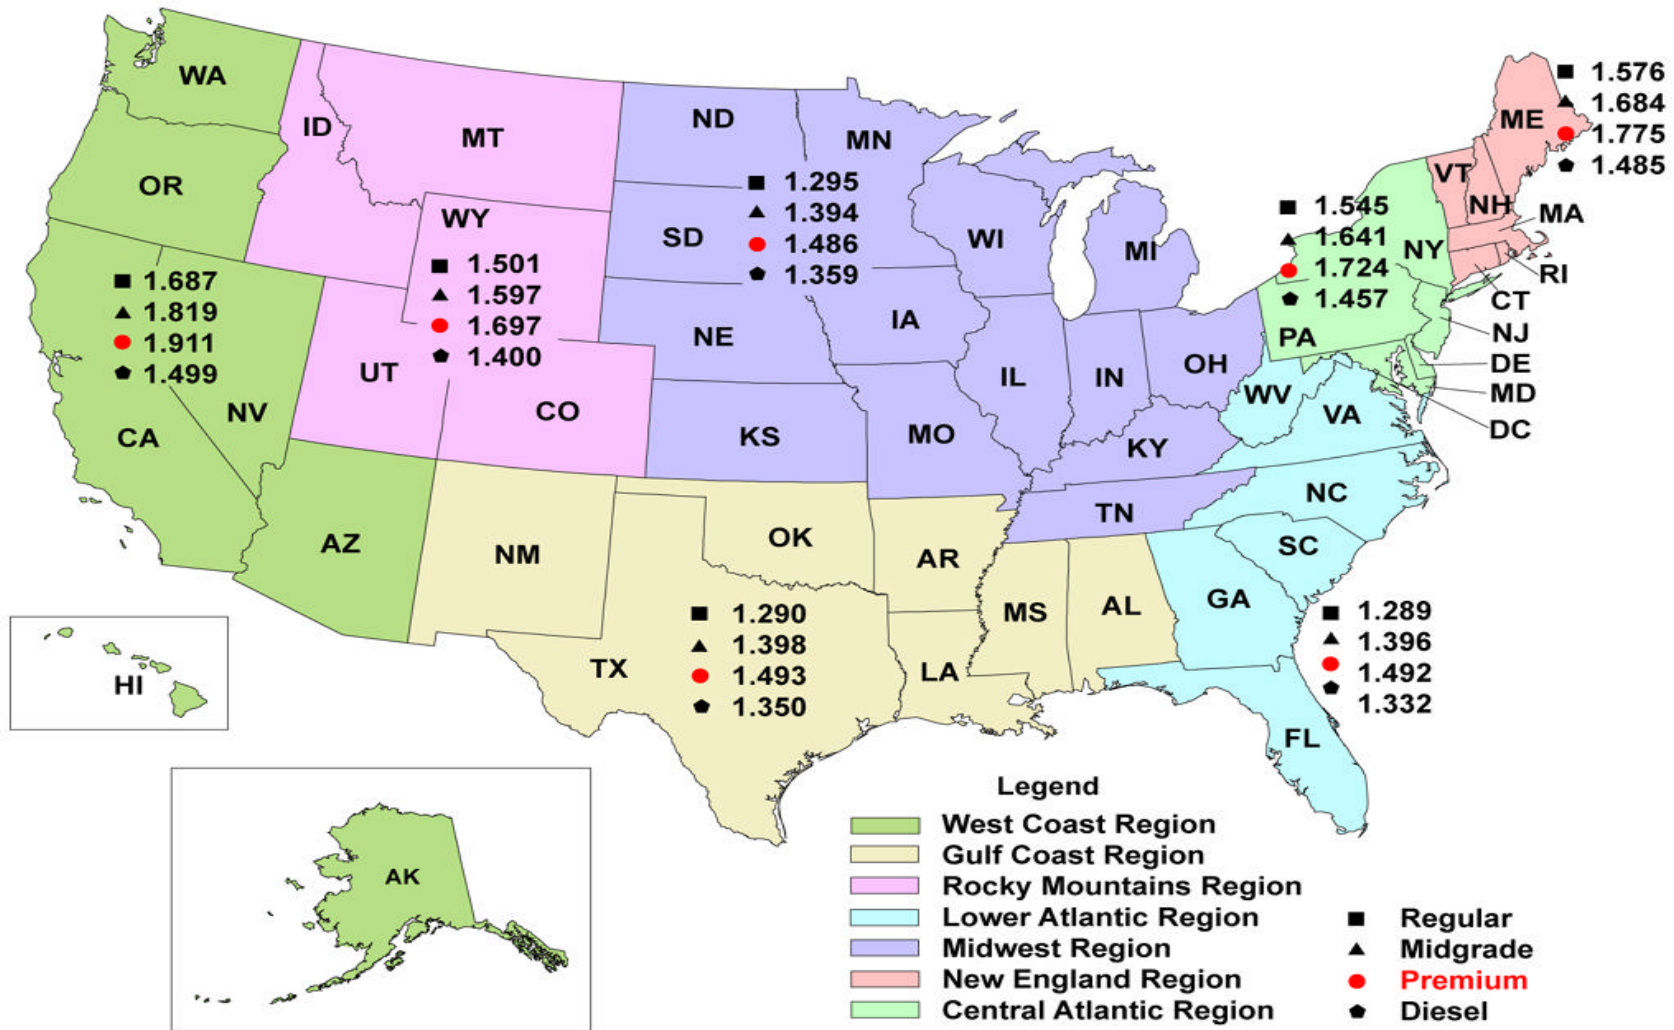 WA
ID
MT
ND
MN
OR
WY
SD
WI
MI
ME
VT
NH
MA
NY
RI
CT
NJ
PA
DE
MD
DC
1.576
1.684
1.775
1.485
1.545
1.641
1.724
1.457
1.295
1.394
1.486
1.359
1.501
1.597
1.697
1.400
1.687
1.819
1.911
1.499
NE
IA
UT
CO
NV
CA
KS
MO
IL
IN
OH
WV
VA
KY
NC
TN
SC
AZ
NM
OK
AR
MS
AL
GA
TX
LA
FL
1.290
1.398
1.493
1.350
1.289
1.396
1.492
1.332
HI
AK
Legend
West Coast Region
Gulf Coast Region
Rocky Mountains Region
Lower Atlantic Region
Midwest Region
New England Region
Central Atlantic Region
Regular
Midgrade
Premium
Diesel